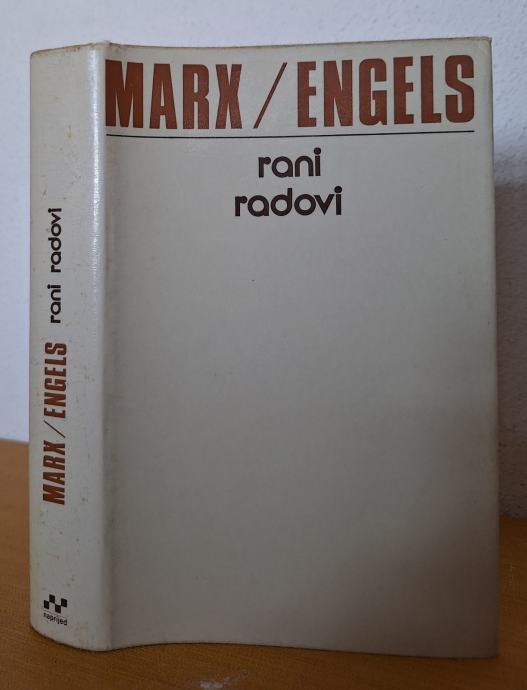 MARX / ENGELS
rani
radovi
MARX / ENGELS rani radovi
naprijed